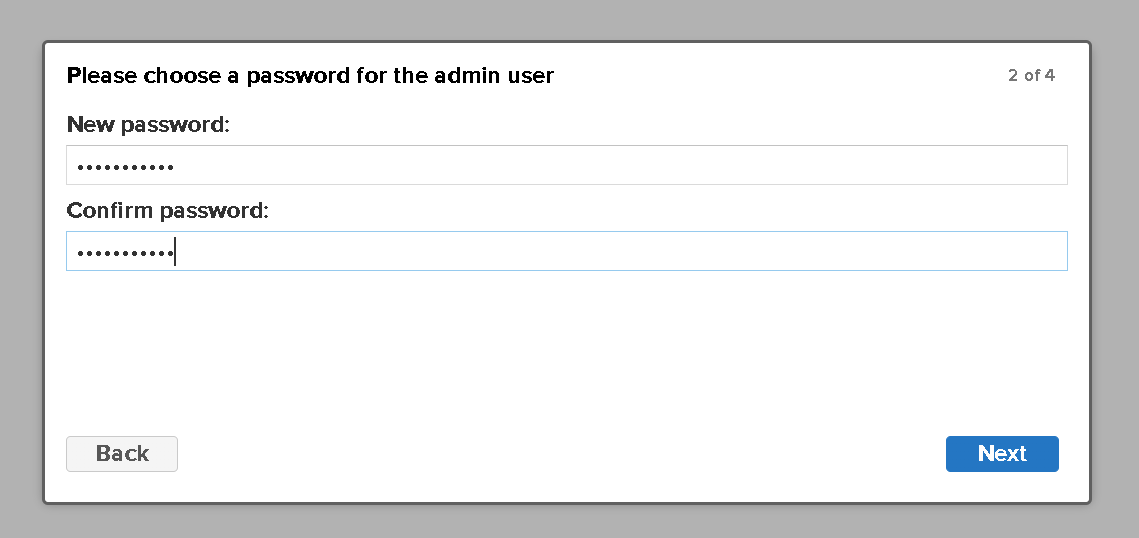 Please choose a password for the admin user
2 of 4
New password:
•••••••••••
Confirm password:
•••••••••••
Back
Next